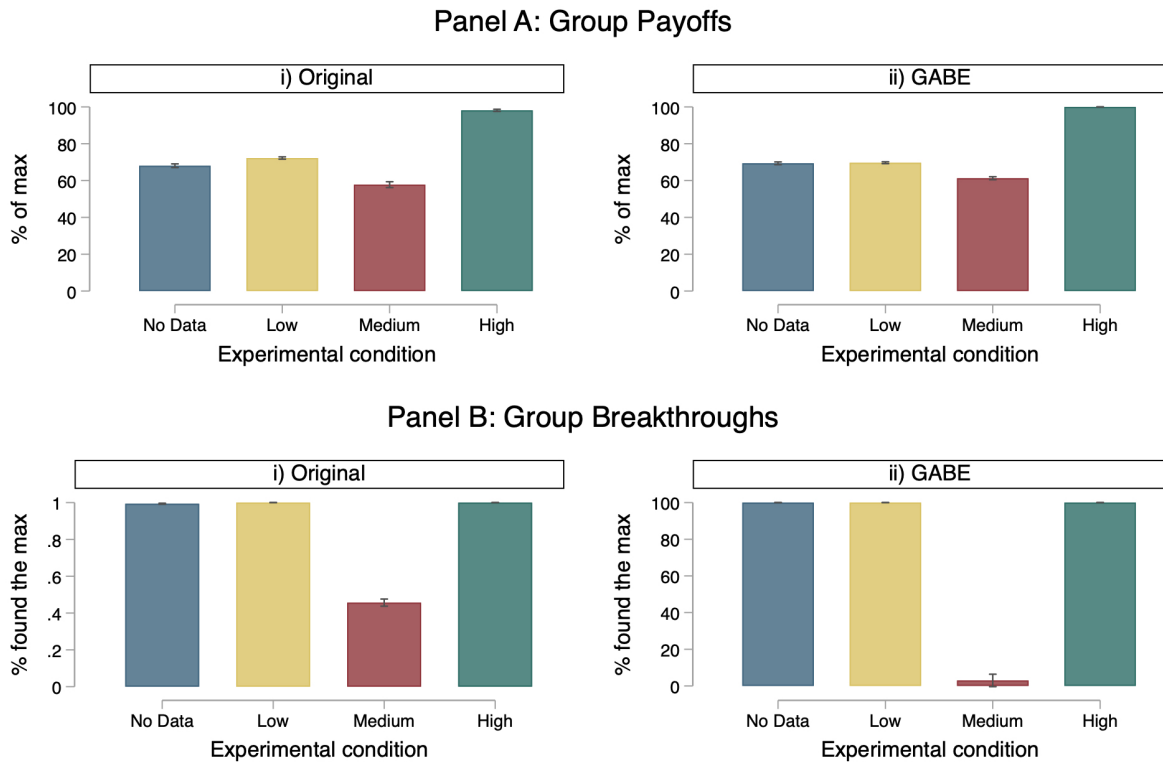 Panel A: Group Payoffs
i) Original
% of max
100
80
60
40
20
0
No Data Low Medium High
Experimental condition
ii) GABE
% of max
100
80
60
40
20
0
No Data Low Medium High
Experimental condition
Panel B: Group Breakthroughs
i) Original
% found the max
1
.8
.6
.4
.2
0
No Data Low Medium High
Experimental condition
ii) GABE
% found the max
100
80
60
40
20
0
No Data Low Medium High
Experimental condition